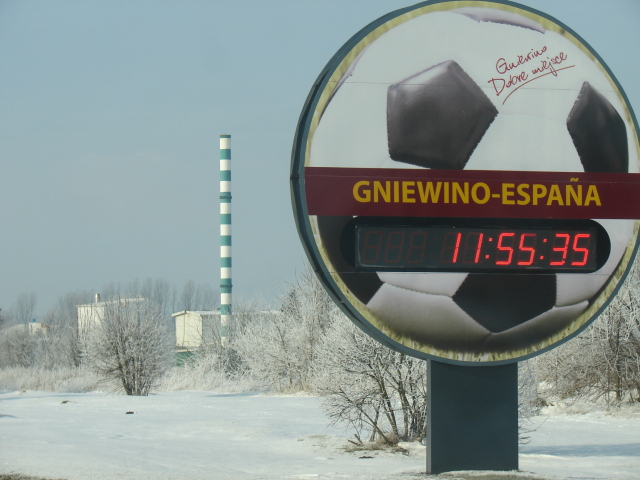 Gniewino
Dobre miejsce
GNIEWINO-ESPAÑA
11:55:35